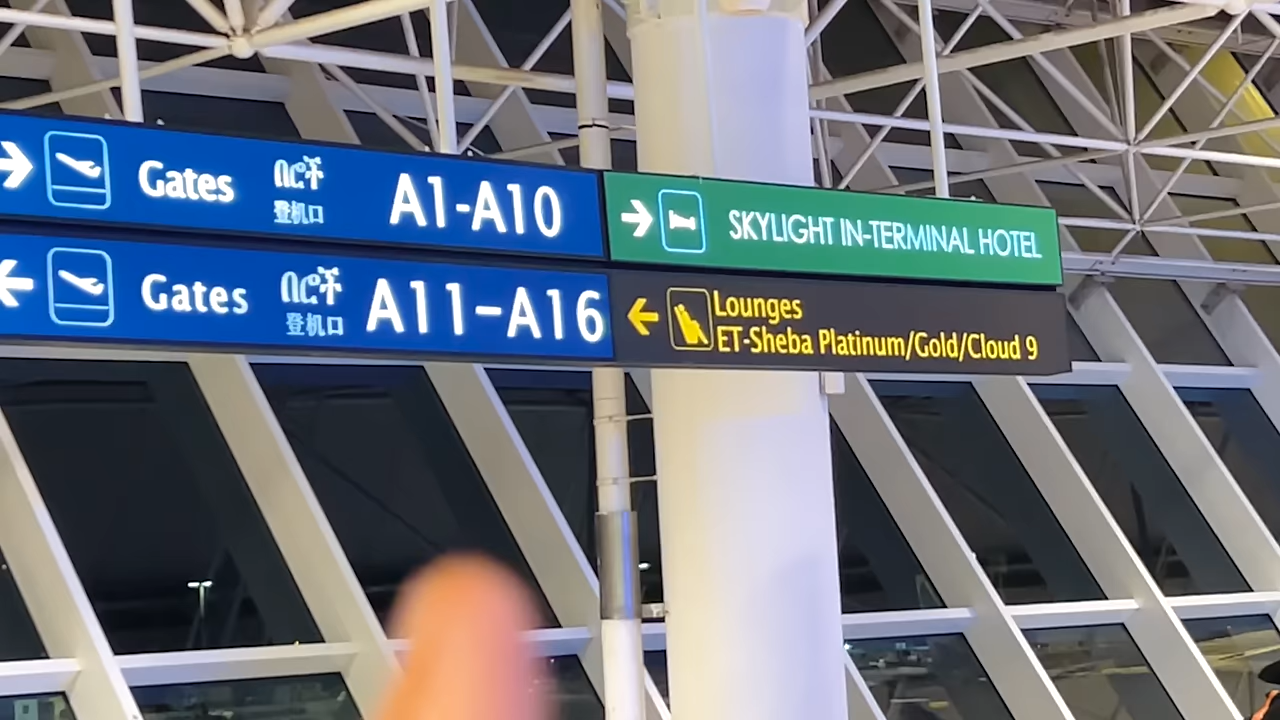 Gates በሮች A1-A10
登机口
SKYLIGHT IN-TERMINAL HOTEL
Gates በሮች A11-A16
登机口
Lounges
ET-Sheba Platinum/Gold/Cloud 9